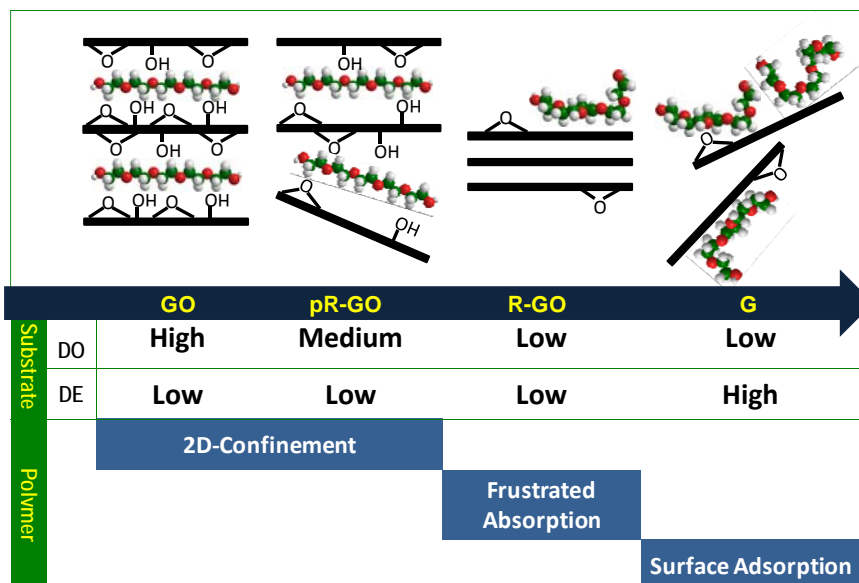 O OH O
O OH O OH
O OH O
O OH O OH
OH O
O OH
OH O
O
OH
O
O
O
O
GO pR-GO R-GO G
Substrate
DO High Medium Low Low
DE Low Low Low High
Polymer
2D-Confinement
Frustrated
Absorption
Surface Adsorption